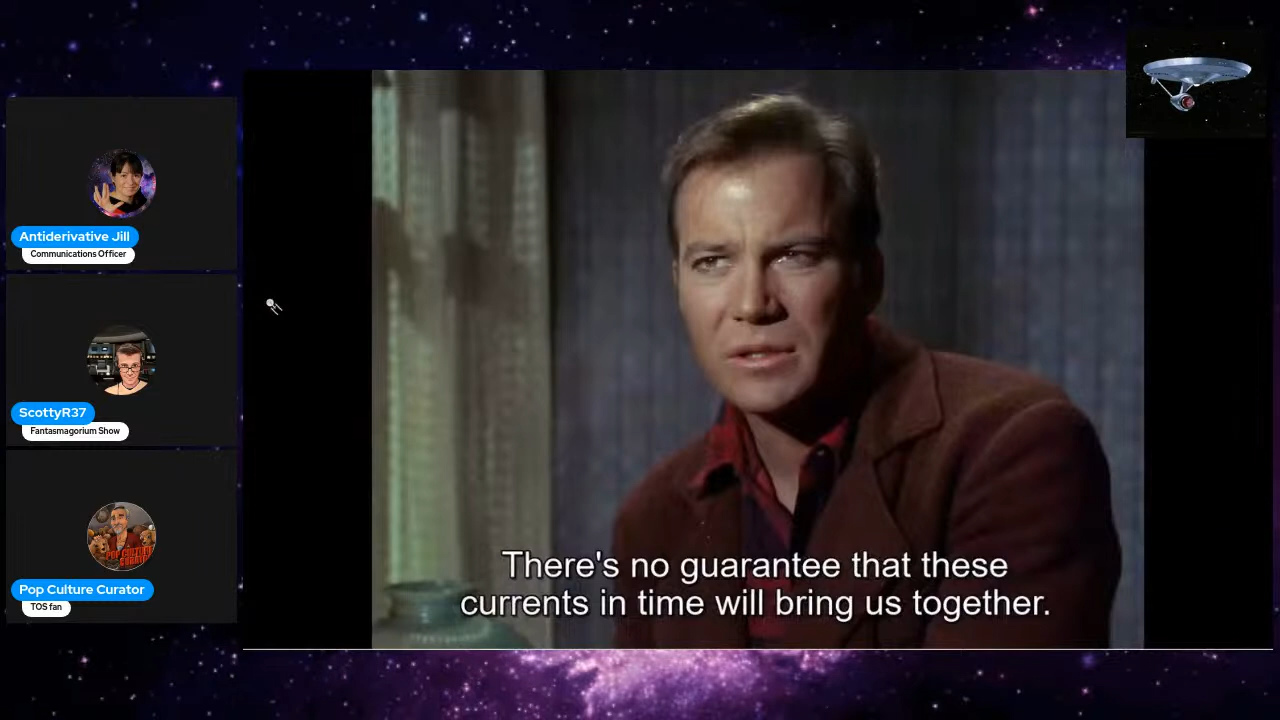 Antiderivative Jill
Communications Officer
ScottyR37
Fantasmagorium Show
Pop Culture Curator
TOS fan
There's no guarantee that these
currents in time will bring us together.